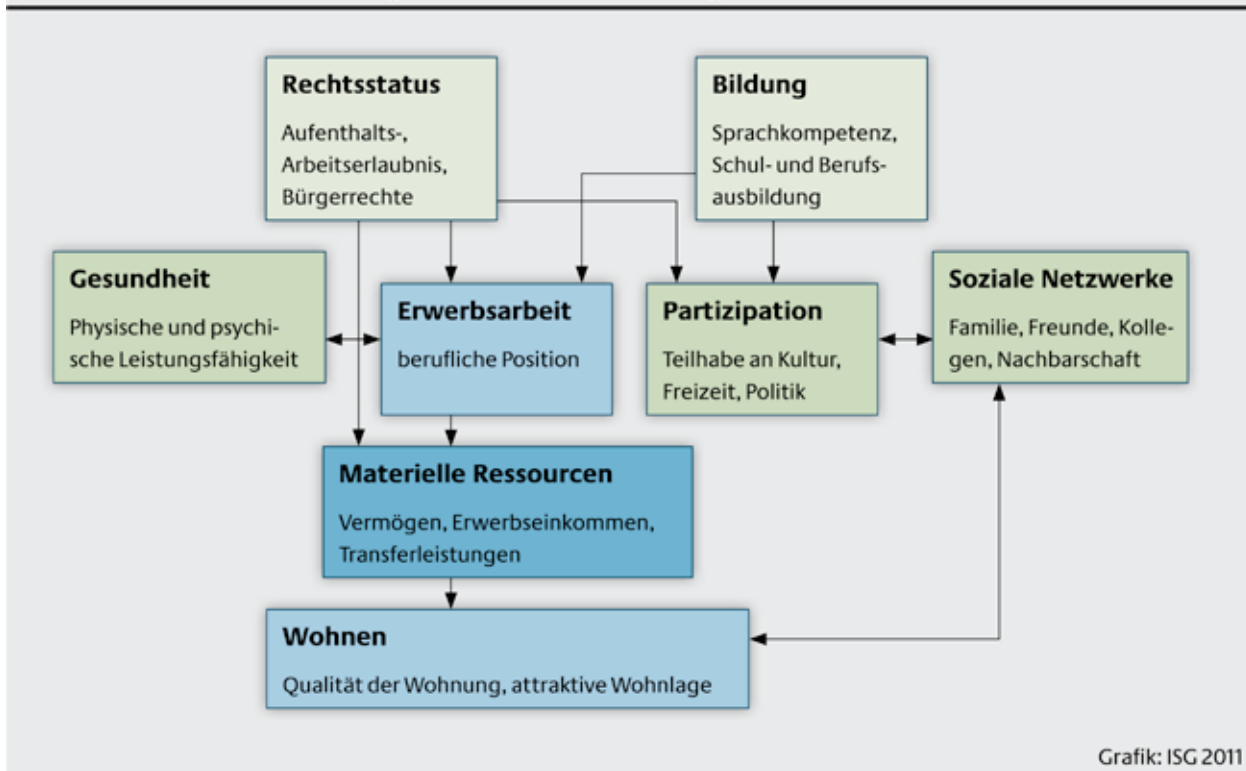 Rechtsstatus
Aufenthalts-,
Arbeitserlaubnis,
Bürgerrechte
Bildung
Sprachkompetenz,
Schul- und Berufs-
ausbildung
Gesundheit
Physische und psychi-
sche Leistungsfähigkeit
Erwerbsarbeit
berufliche Position
Partizipation
Teilhabe an Kultur,
Freizeit, Politik
Soziale Netzwerke
Familie, Freunde, Kolle-
gen, Nachbarschaft
Materielle Ressourcen
Vermögen, Erwerbseinkommen,
Transferleistungen
Wohnen
Qualität der Wohnung, attraktive Wohnlage
Grafik: ISG 2011